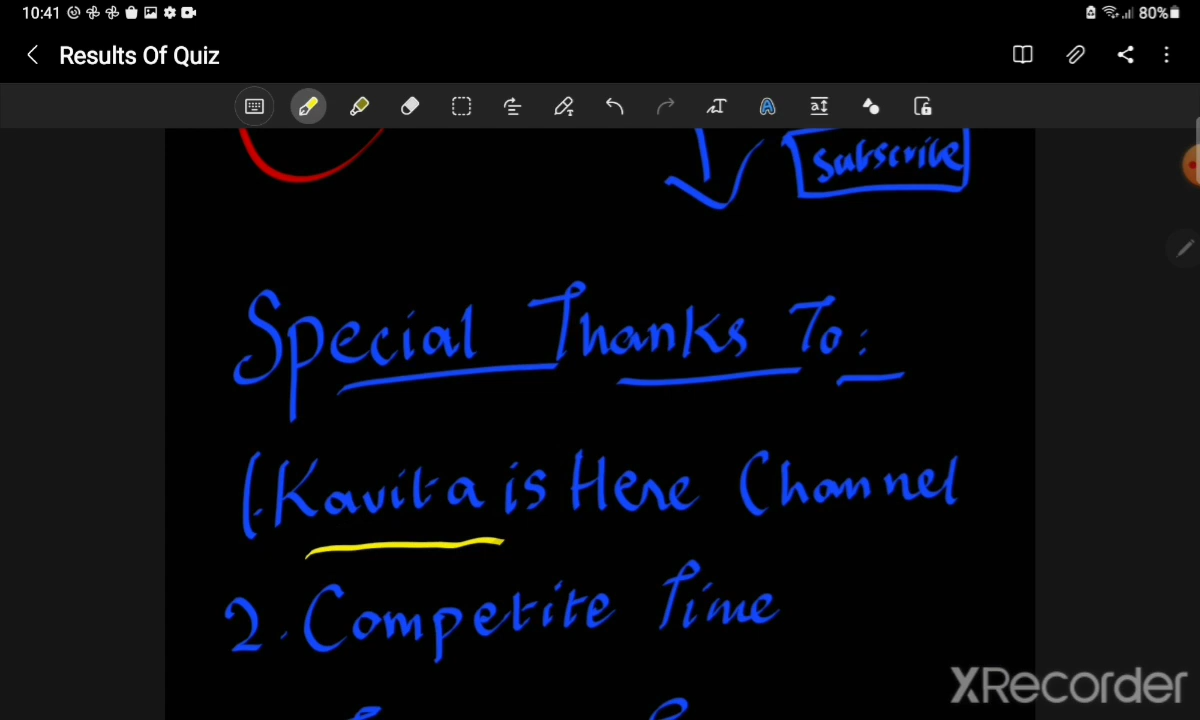 10:41 80%
Results Of Quiz
Subscribe
Special Thanks To:
1. Kavita is Here Channel
2. Competite Time
XRecorder